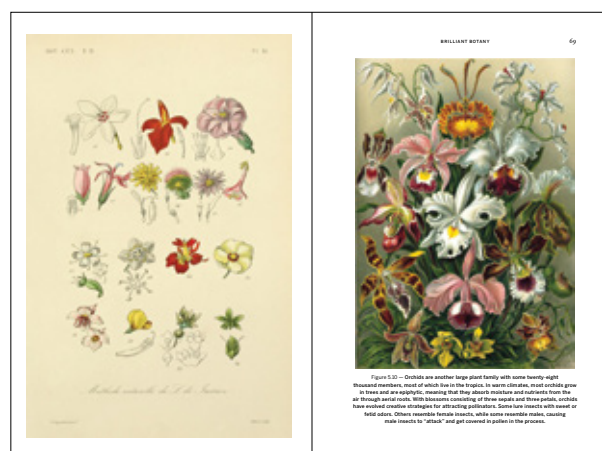 BRILLIANT BOTANY
69
Figure 5.10 — Orchids are another large plant family with some twenty-eight
thousand members, most of which live in the tropics. In warm climates, most orchids grow
in trees and are epiphytic, meaning that they absorb moisture and nutrients from the
air through aerial roots. With blossoms consisting of three sepals and three petals, orchids
have evolved creative strategies for attracting pollinators. Some lure insects with sweet or
fetid odors. Others resemble female insects, while some resemble males, causing
male insects to "attack" and get covered in pollen in the process.